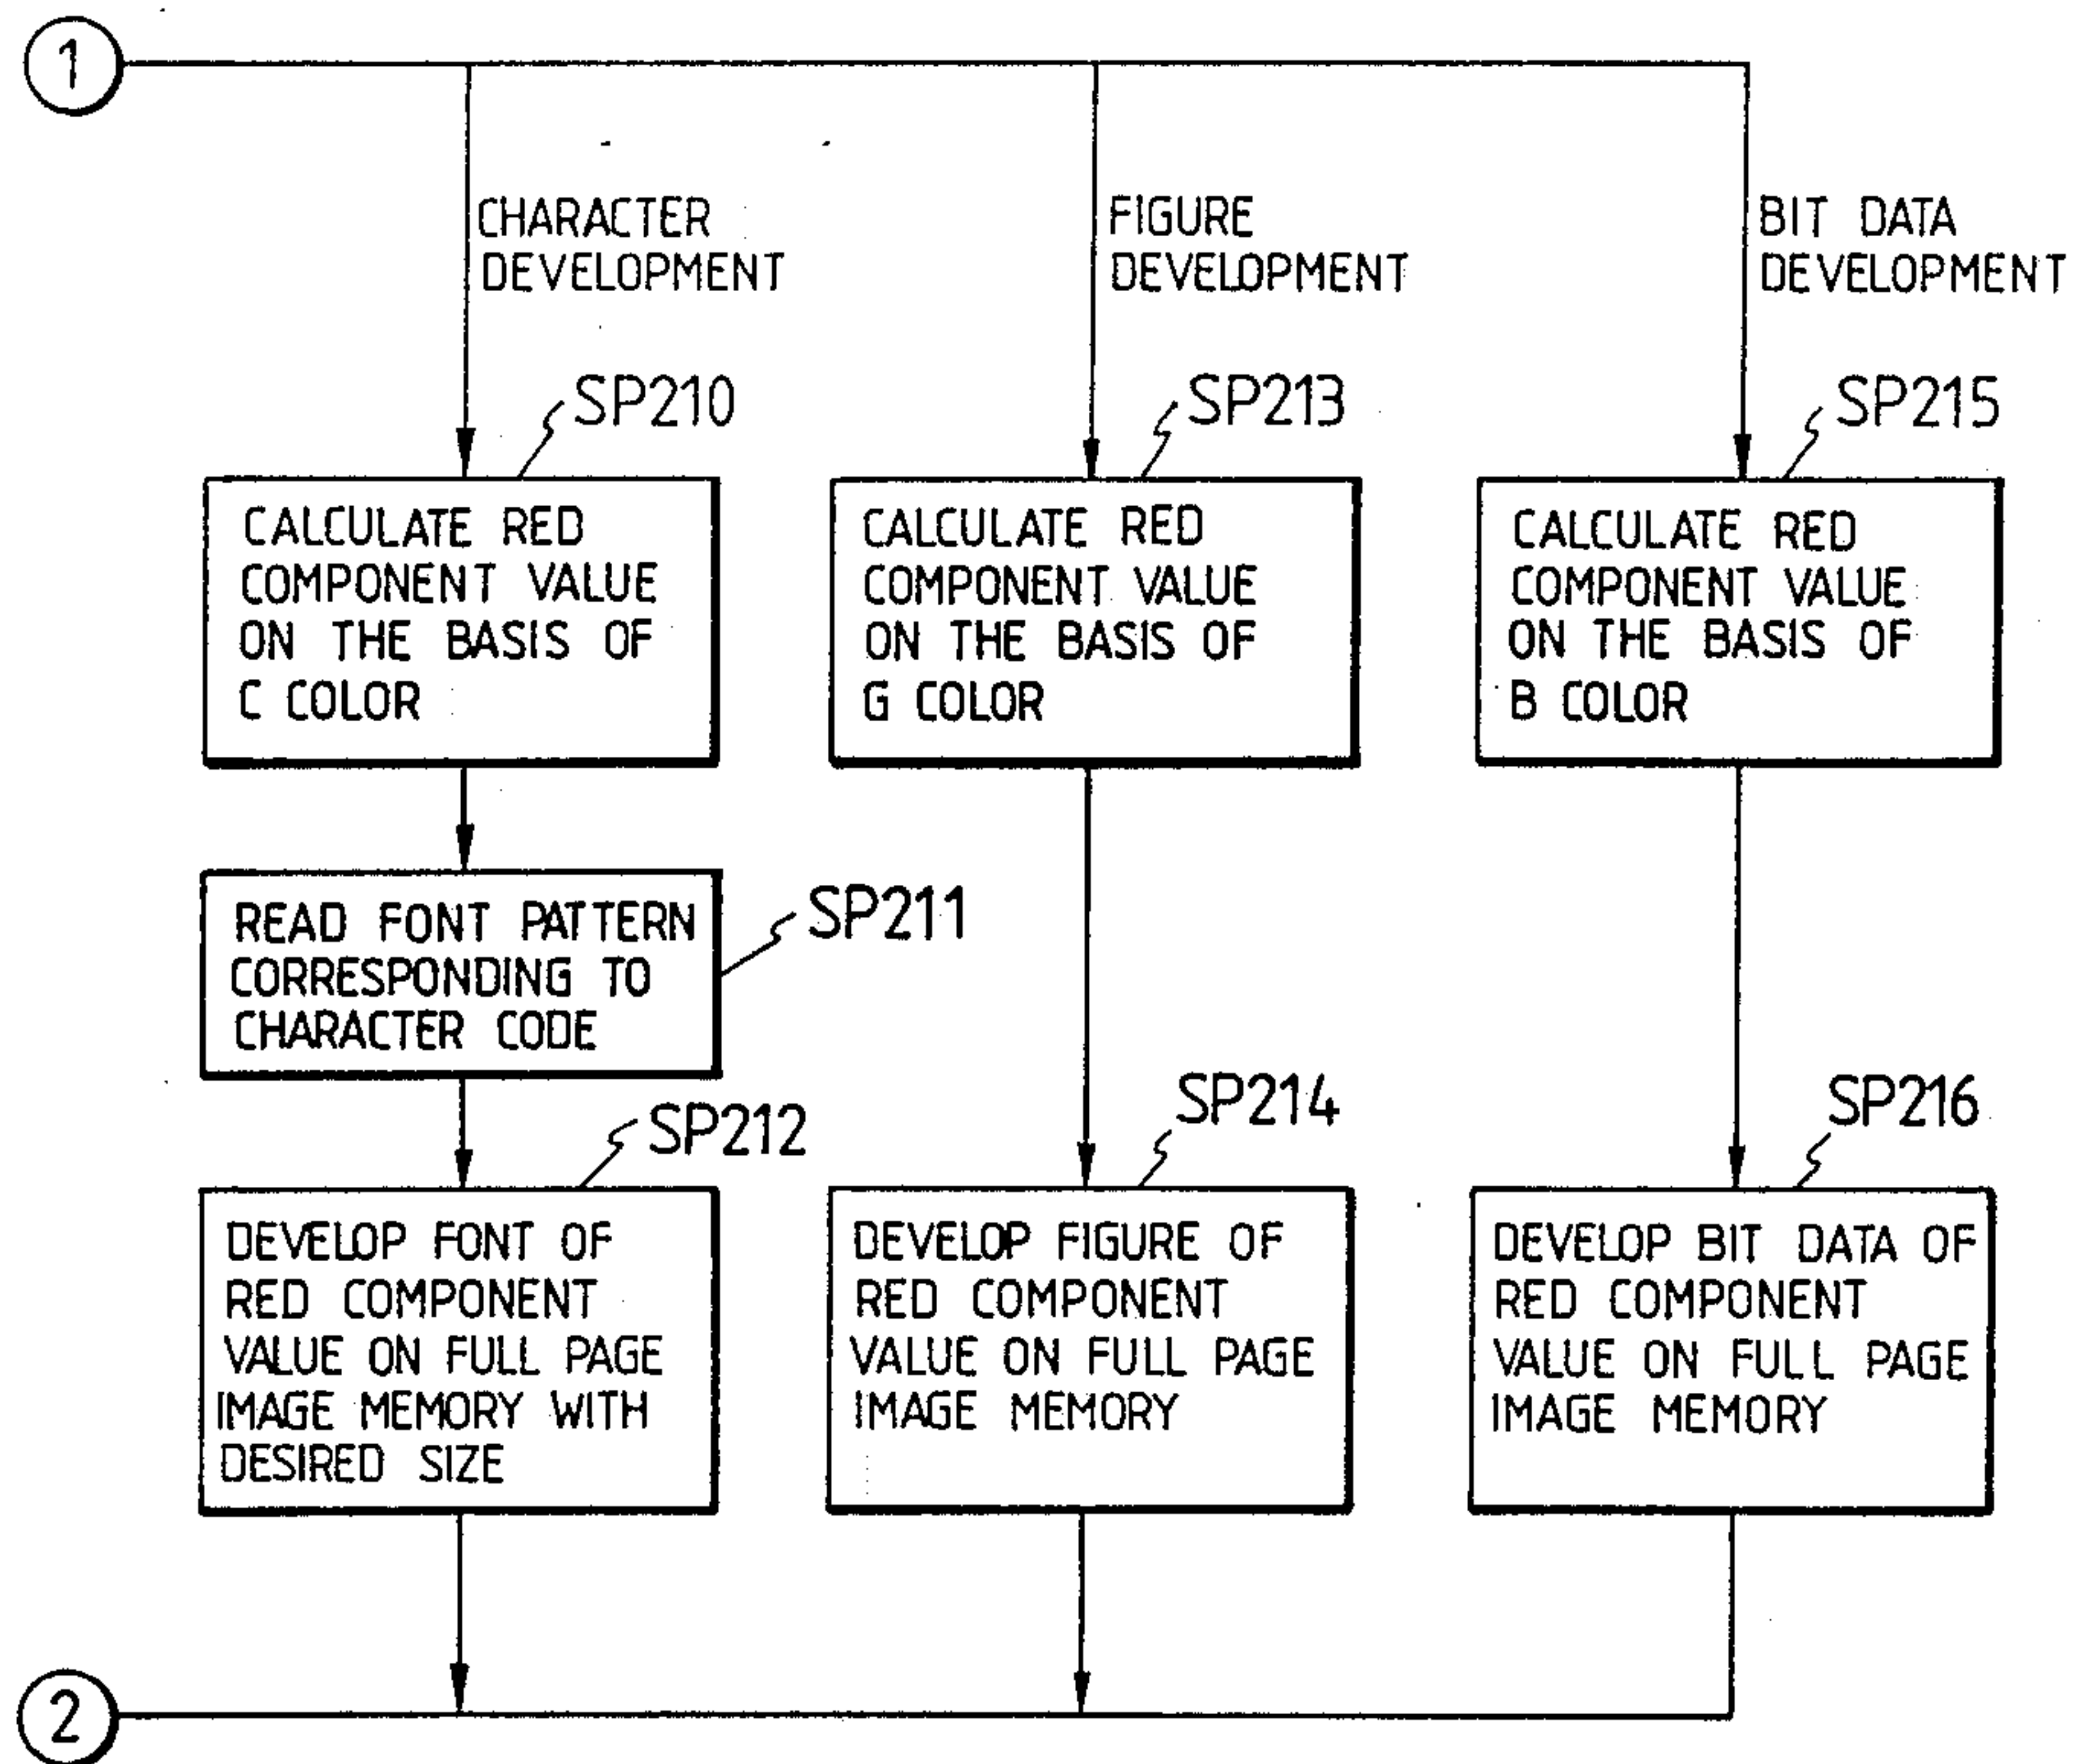 1
CHARACTER
DEVELOPMENT
FIGURE
DEVELOPMENT
BIT DATA
DEVELOPMENT
SP210
CALCULATE RED
COMPONENT VALUE
ON THE BASIS OF
C COLOR
SP211
READ FONT PATTERN
CORRESPONDING TO
CHARACTER CODE
SP212
DEVELOP FONT OF
RED COMPONENT
VALUE ON FULL PAGE
IMAGE MEMORY WITH
DESIRED SIZE
SP213
CALCULATE RED
COMPONENT VALUE
ON THE BASIS OF
G COLOR
SP214
DEVELOP FIGURE OF
RED COMPONENT
VALUE ON FULL PAGE
IMAGE MEMORY
SP215
CALCULATE RED
COMPONENT VALUE
ON THE BASIS OF
B COLOR
SP216
DEVELOP BIT DATA OF
RED COMPONENT
VALUE ON FULL PAGE
IMAGE MEMORY
2